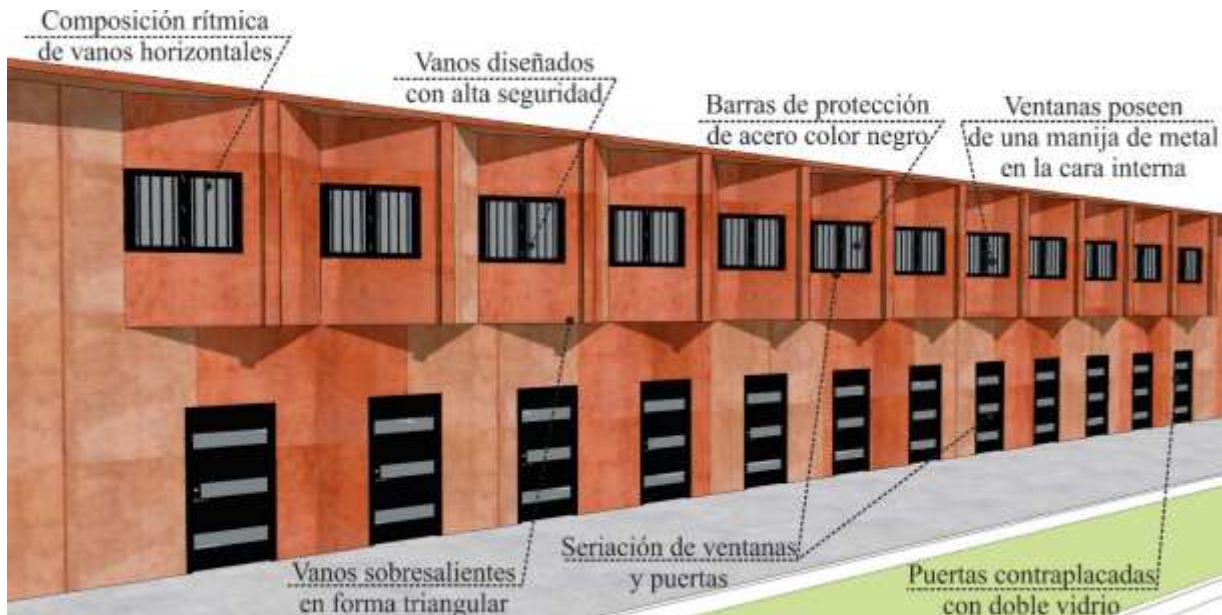 Composición rítmica
de vanos horizontales
Vanos diseñados
con alta seguridad
Barras de protección
de acero color negro
Ventanas poseen
de una manija de metal
en la cara interna
Vanos sobresalientes
en forma triangular
Seriación de ventanas
y puertas
Puertas contraplacadas
con doble vidrio